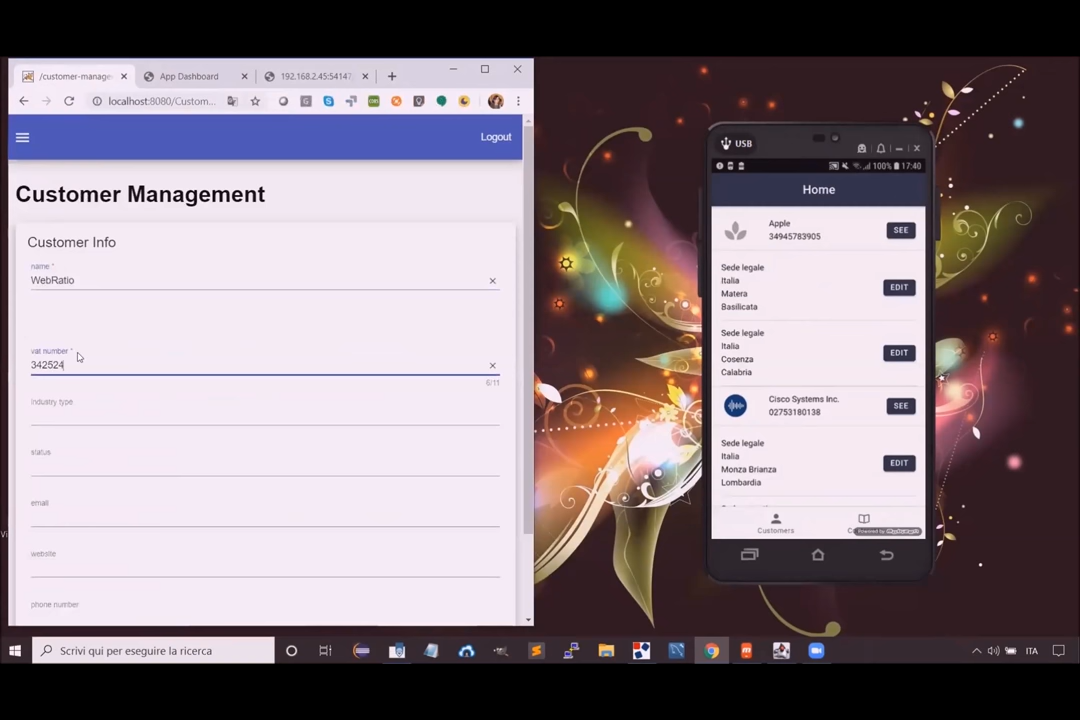 /customer-manage
App Dashboard
192.168.2.45:5414
localhost:8080/Custom...
Logout
Customer Management
Customer Info
name *
WebRatio
vat number *
342524
6/11
industry type
status
email
website
phone number
USB
100% 17:40
Home
Apple
34945783905
SEE
Sede legale
Italia
Matera
Basilicata
EDIT
Sede legale
Italia
Cosenza
Calabria
EDIT
Cisco Systems Inc.
02753180138
SEE
Sede legale
Italia
Monza Brianza
Lombardia
EDIT
Customers
Scrivi qui per eseguire la ricerca
ITA